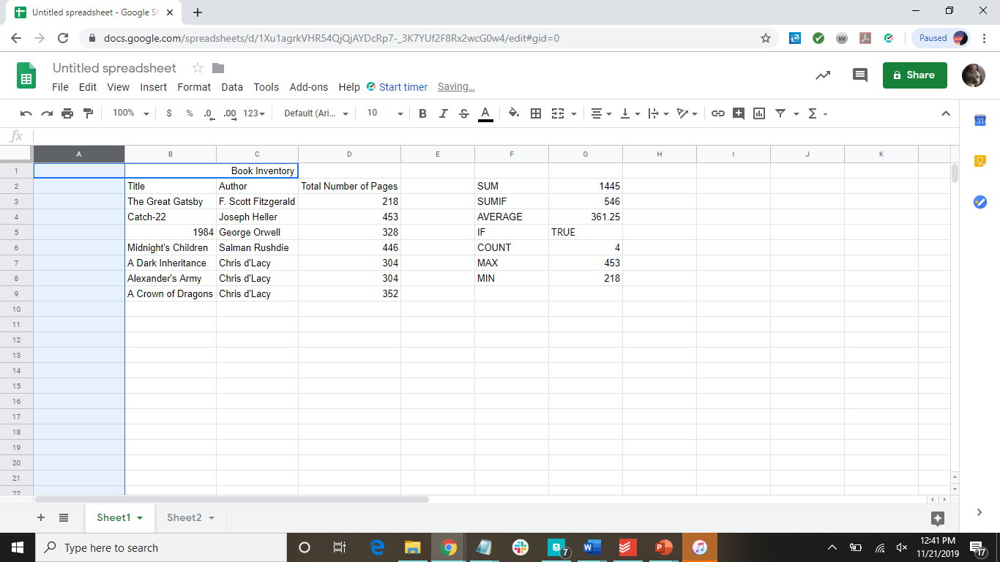 Untitled spreadsheet - Google Sh
docs.google.com/spreadsheets/d/1Xu1agrkVHR54QjQjAYDcRp7-_3K7YUf2F8Rx2wcG0w4/edit#gid=0
Paused
Untitled spreadsheet
File Edit View Insert Format Data Tools Add-ons Help Start timer Saving...
Share
100% $ % .0 .00 123 Default (Ari... 10 B I S A Σ
31
fx
A B C D E F G H I J K
1 Book Inventory
2 Title Author Total Number of Pages SUM 1445
3 The Great Gatsby F. Scott Fitzgerald 218 SUMIF 546
4 Catch-22 Joseph Heller 453 AVERAGE 361.25
5 1984 George Orwell 328 IF TRUE
6 Midnight's Children Salman Rushdie 446 COUNT 4
7 A Dark Inheritance Chris d'Lacy 304 MAX 453
8 Alexander's Army Chris d'Lacy 304 MIN 218
9 A Crown of Dragons Chris d'Lacy 352
10
11
12
13
14
15
16
17
18
19
20
21
22
Sheet1 Sheet2
Type here to search
7
12:41 PM
11/21/2019
17